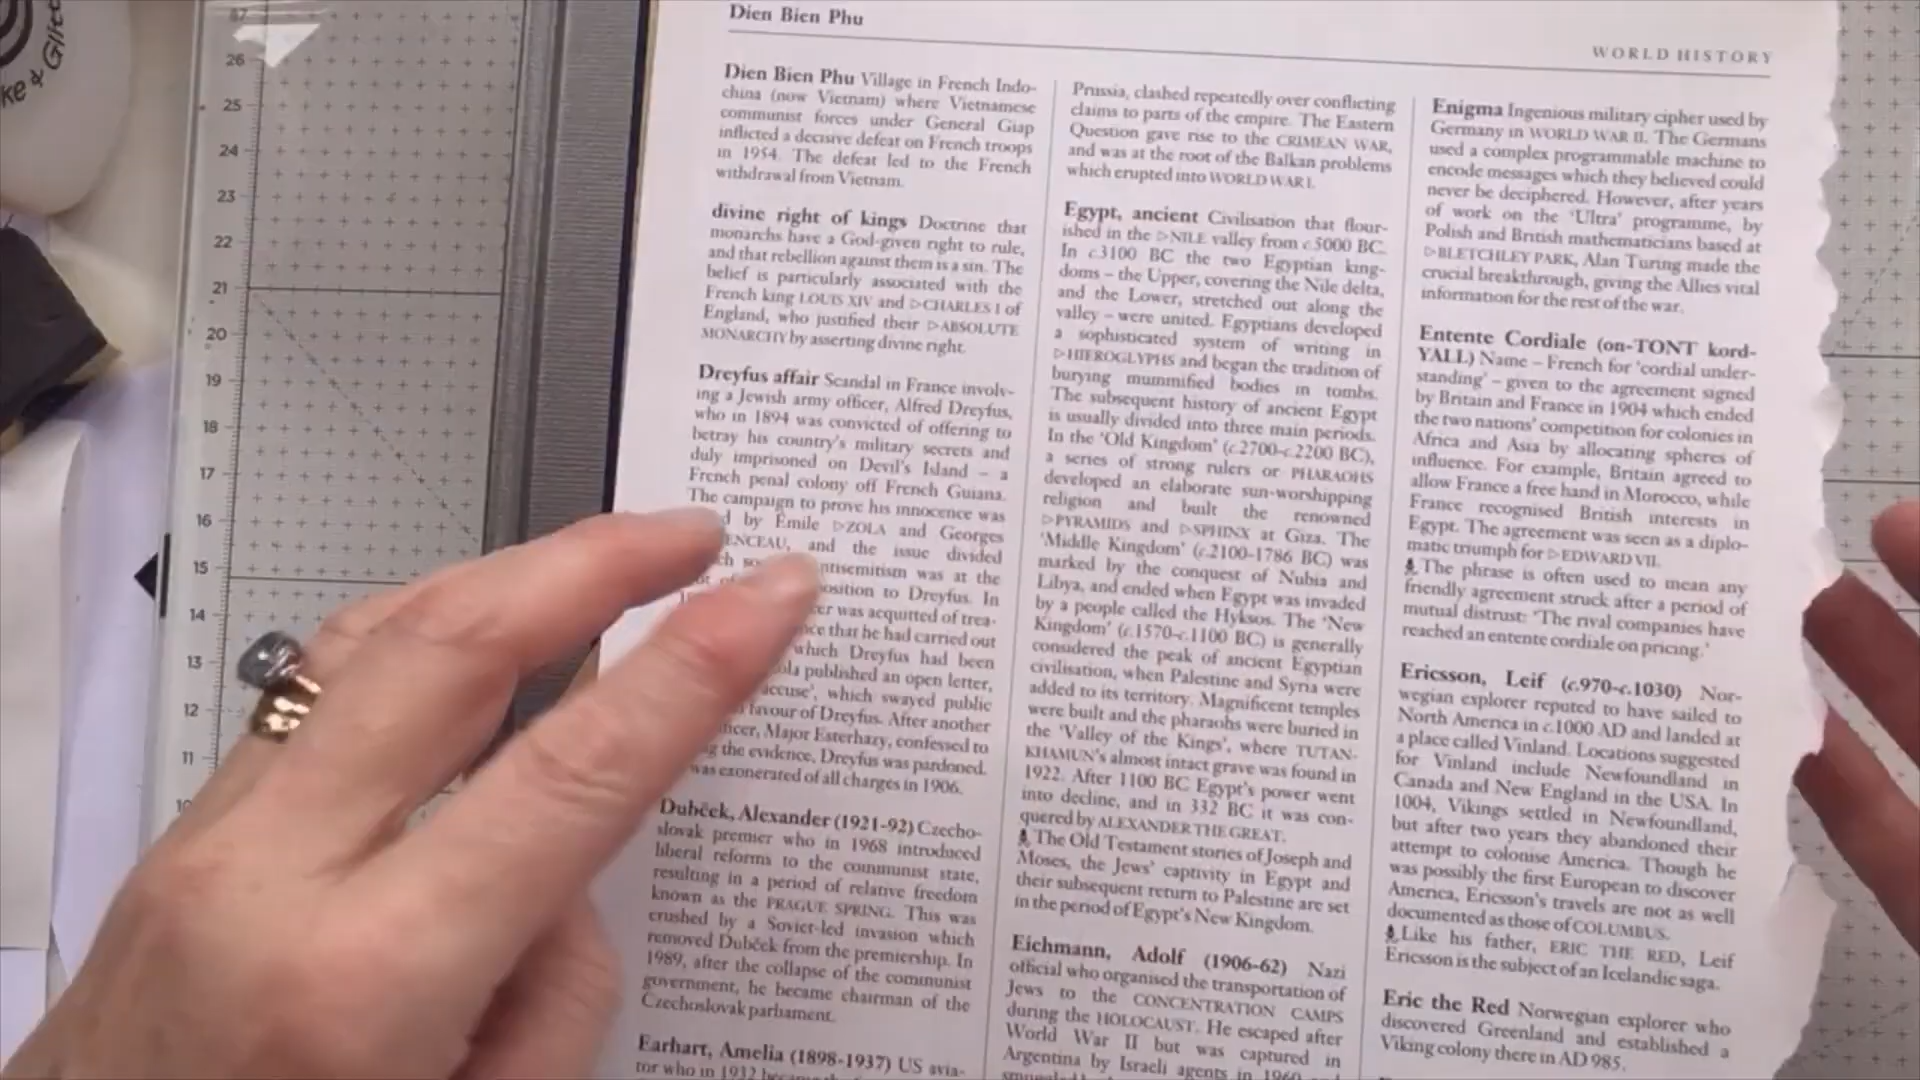 ke & Glitt
27
26
25
24
23
22
21
20
19
18
17
16
15
14
13
12
11
10
Dien Bien Phu
WORLD HISTORY
Dien Bien Phu Village in French Indo-
china (now Vietnam) where Vietnamese
communist forces under General Giap
inflicted a decisive defeat on French troops
in 1954. The defeat led to the French
withdrawal from Vietnam.
divine right of kings Doctrine that
monarchs have a God-given right to rule,
and that rebellion against them is a sin. The
belief is particularly associated with the
French king LOUIS XIV and ▷CHARLES I of
England, who justified their ▷ABSOLUTE
MONARCHY by asserting divine right.
Dreyfus affair Scandal in France involv-
ing a Jewish army officer, Alfred Dreyfus,
who in 1894 was convicted of offering to
betray his country's military secrets and
duly imprisoned on Devil's Island – a
French penal colony off French Guiana.
The campaign to prove his innocence was
d by Émile ▷ZOLA and Georges
ENCEAU, and the issue divided
ch so ntisemitism was at the
osition to Dreyfus. In
er was acquitted of trea-
ce that he had carried out
which Dreyfus had been
ola published an open letter,
accuse', which swayed public
favour of Dreyfus. After another
ficer, Major Esterhazy, confessed to
g the evidence, Dreyfus was pardoned.
was exonerated of all charges in 1906.
Dubček, Alexander (1921-92) Czecho-
slovak premier who in 1968 introduced
liberal reforms to the communist state,
resulting in a period of relative freedom
known as the PRAGUE SPRING. This was
crushed by a Soviet-led invasion which
removed Dubček from the premiership. In
1989, after the collapse of the communist
government, he became chairman of the
Czechoslovak parliament.
Earhart, Amelia (1898-1937) US avia-
tor who in 1932 became the
Prussia, clashed repeatedly over conflicting
claims to parts of the empire. The Eastern
Question gave rise to the CRIMEAN WAR,
and was at the root of the Balkan problems
which erupted into WORLD WAR I.
Egypt, ancient Civilisation that flour-
ished in the ▷NILE valley from c.5000 BC.
In c.3100 BC the two Egyptian king-
doms – the Upper, covering the Nile delta,
and the Lower, stretched out along the
valley – were united. Egyptians developed
a sophisticated system of writing in
▷HIEROGLYPHS and began the tradition of
burying mummified bodies in tombs.
The subsequent history of ancient Egypt
is usually divided into three main periods.
In the 'Old Kingdom' (c.2700-c.2200 BC),
a series of strong rulers or PHARAOHS
developed an elaborate sun-worshipping
religion and built the renowned
▷PYRAMIDS and ▷SPHINX at Giza. The
'Middle Kingdom' (c.2100-1786 BC) was
marked by the conquest of Nubia and
Libya, and ended when Egypt was invaded
by a people called the Hyksos. The 'New
Kingdom' (c.1570-c.1100 BC) is generally
considered the peak of ancient Egyptian
civilisation, when Palestine and Syria were
added to its territory. Magnificent temples
were built and the pharaohs were buried in
the 'Valley of the Kings', where TUTAN-
KHAMUN's almost intact grave was found in
1922. After 1100 BC Egypt's power went
into decline, and in 332 BC it was con-
quered by ALEXANDER THE GREAT.
The Old Testament stories of Joseph and
Moses, the Jews' captivity in Egypt and
their subsequent return to Palestine are set
in the period of Egypt's New Kingdom.
Eichmann, Adolf (1906-62) Nazi
official who organised the transportation of
Jews to the CONCENTRATION CAMPS
during the HOLOCAUST. He escaped after
World War II but was captured in
Argentina by Israeli agents in 1960 and
smuggled
Enigma Ingenious military cipher used by
Germany in WORLD WAR II. The Germans
used a complex programmable machine to
encode messages which they believed could
never be deciphered. However, after years
of work on the 'Ultra' programme, by
Polish and British mathematicians based at
▷BLETCHLEY PARK, Alan Turing made the
crucial breakthrough, giving the Allies vital
information for the rest of the war.
Entente Cordiale (on-TONT kord-
YALL) Name – French for 'cordial under-
standing' – given to the agreement signed
by Britain and France in 1904 which ended
the two nations' competition for colonies in
Africa and Asia by allocating spheres of
influence. For example, Britain agreed to
allow France a free hand in Morocco, while
France recognised British interests in
Egypt. The agreement was seen as a diplo-
matic triumph for ▷EDWARD VII.
The phrase is often used to mean any
friendly agreement struck after a period of
mutual distrust: 'The rival companies have
reached an entente cordiale on pricing.'
Ericsson, Leif (c.970-c.1030) Nor-
wegian explorer reputed to have sailed to
North America in c.1000 AD and landed at
a place called Vinland. Locations suggested
for Vinland include Newfoundland in
Canada and New England in the USA. In
1004, Vikings settled in Newfoundland,
but after two years they abandoned their
attempt to colonise America. Though he
was possibly the first European to discover
America, Ericsson's travels are not as well
documented as those of COLUMBUS.
Like his father, ERIC THE RED, Leif
Ericsson is the subject of an Icelandic saga.
Eric the Red Norwegian explorer who
discovered Greenland and established a
Viking colony there in AD 985.